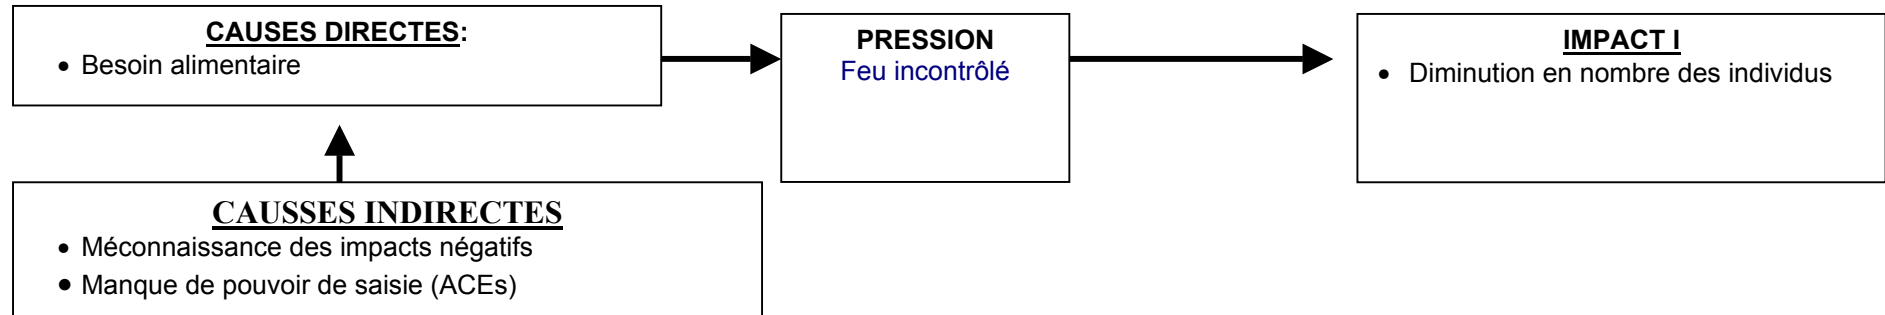 CAUSES DIRECTES:
• Besoin alimentaire
PRESSION
Feu incontrôlé
IMPACT I
• Diminution en nombre des individus
CAUSSES INDIRECTES
• Méconnaissance des impacts négatifs
• Manque de pouvoir de saisie (ACEs)